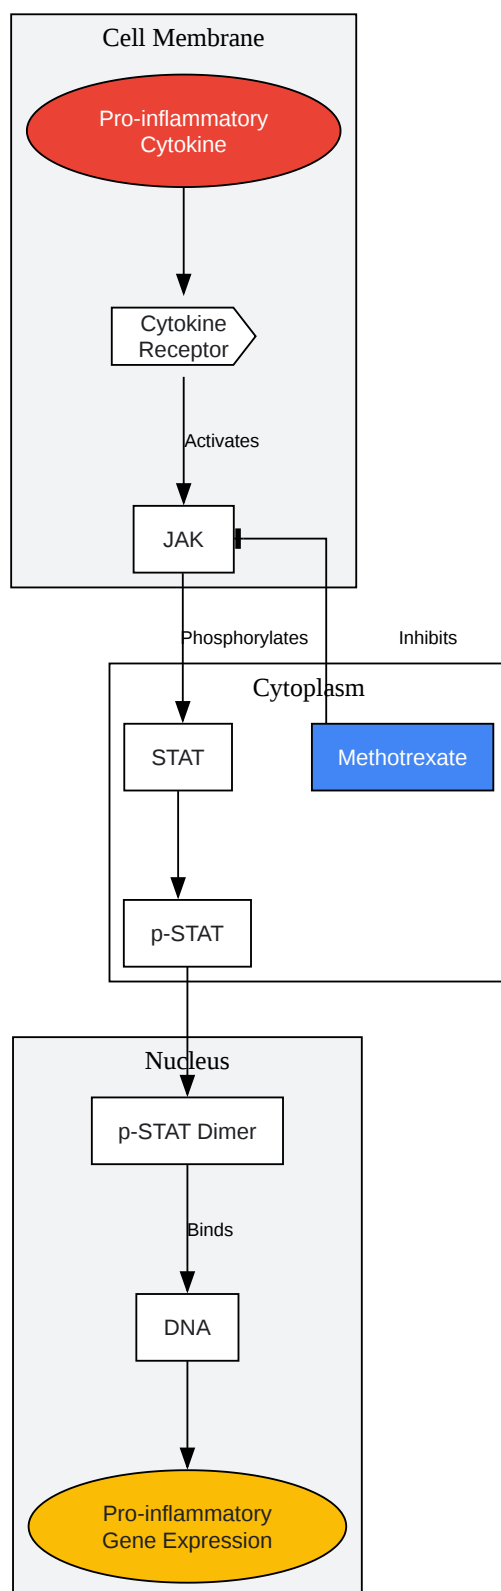 Cell Membrane
Pro-inflammatory
Cytokine
Cytokine
Receptor
Activates
JAK
Phosphorylates
Inhibits
Cytoplasm
STAT
Methotrexate
p-STAT
Nucleus
p-STAT Dimer
Binds
DNA
Pro-inflammatory
Gene Expression